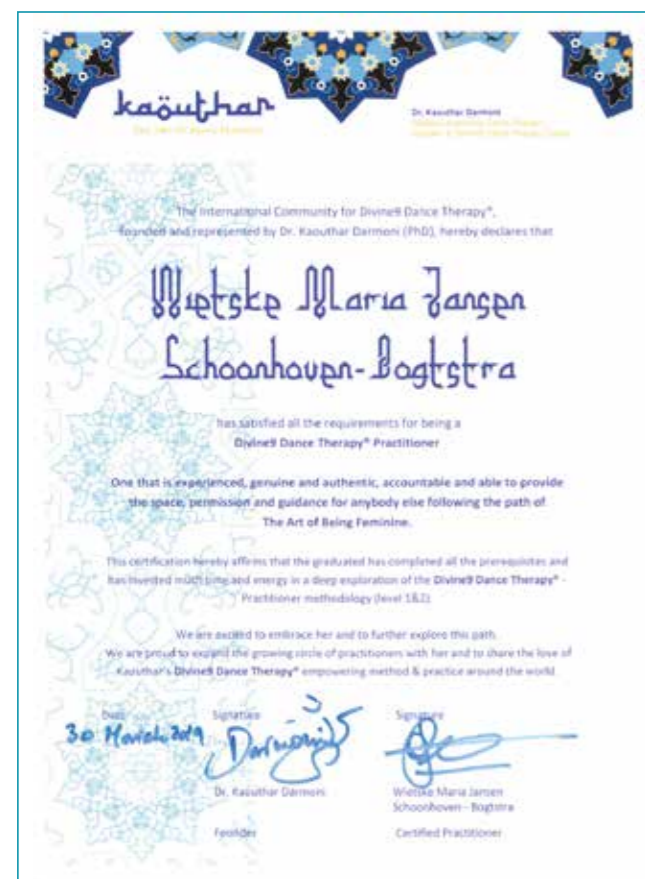 kaöuthar
Dr. Kaouthar Darmoni
The International Community for Divine9 Dance Therapy®,
founded and represented by Dr. Kaouthar Darmoni (PhD), hereby declares that
Wietske Maria Jansen
Schoonhoven-Bogtstra
has satisfied all the requirements for being a
Divine9 Dance Therapy® Practitioner
One that is experienced, genuine and authentic, accountable and able to provide
the space, permission and guidance for anybody else following the path of
The Art of Being Feminine.
This certification hereby affirms that the graduated has completed all the prerequisites and
has invested much time and energy in a deep exploration of the Divine9 Dance Therapy® -
Practitioner methodology (level 1&2)
We are excited to embrace her and to further explore this path.
We are proud to expand the growing circle of practitioners with her and to share the love of
Kaouthar's Divine9 Dance Therapy® empowering method & practice around the world
Date Signature Signature
30 March 2019 Darmoni
Dr. Kaouthar Darmoni Wietske Maria Jansen
Schoonhoven - Bogtstra
Founder Certified Practitioner